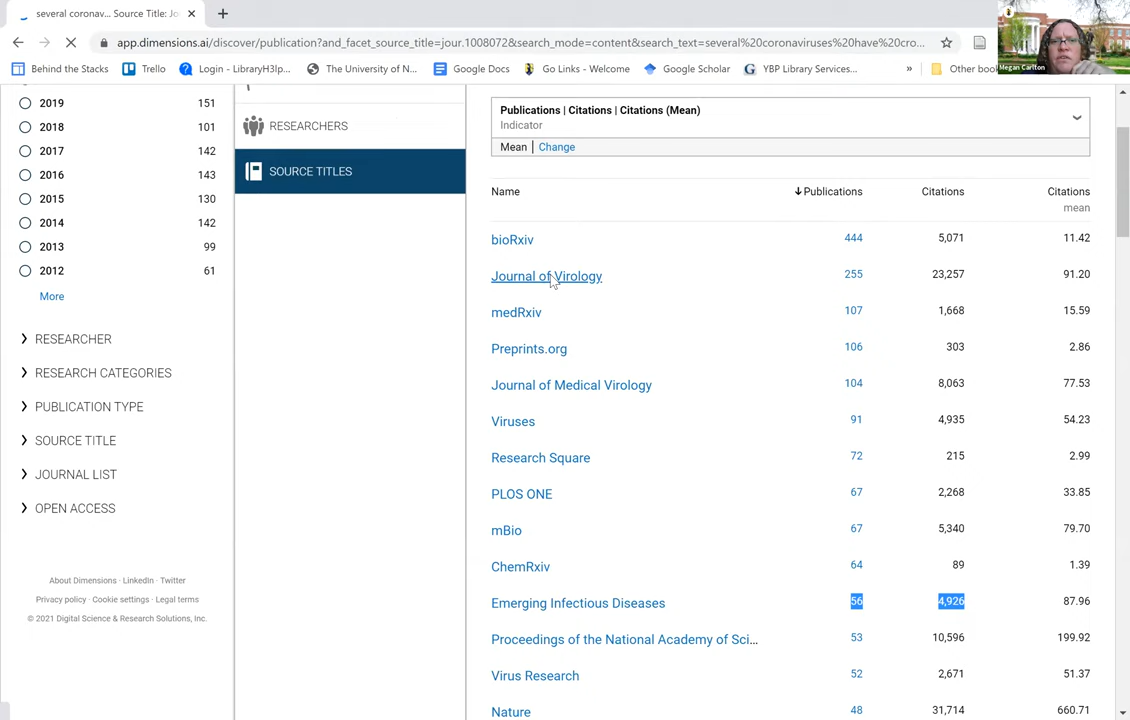 several coronav... Source Title: Jo
app.dimensions.ai/discover/publication?and_facet_source_title=jour.1008072&search_mode=content&search_text=several%20coronaviruses%20have%20cro...
Behind the Stacks
Trello
Login - LibraryH3lp...
The University of N...
Google Docs
Go Links - Welcome
Google Scholar
YBP Library Services...
»
Other boo
Megan Carlton
2019 151
2018 101
2017 142
2016 143
2015 130
2014 142
2013 99
2012 61
More
RESEARCHER
RESEARCH CATEGORIES
PUBLICATION TYPE
SOURCE TITLE
JOURNAL LIST
OPEN ACCESS
About Dimensions · LinkedIn · Twitter
Privacy policy · Cookie settings · Legal terms
© 2021 Digital Science & Research Solutions, Inc.
RESEARCHERS
SOURCE TITLES
Publications | Citations | Citations (Mean)
Indicator
Mean | Change
Name Publications Citations Citations
mean
bioRxiv 444 5,071 11.42
Journal of Virology 255 23,257 91.20
medRxiv 107 1,668 15.59
Preprints.org 106 303 2.86
Journal of Medical Virology 104 8,063 77.53
Viruses 91 4,935 54.23
Research Square 72 215 2.99
PLOS ONE 67 2,268 33.85
mBio 67 5,340 79.70
ChemRxiv 64 89 1.39
Emerging Infectious Diseases 56 4,926 87.96
Proceedings of the National Academy of Sci... 53 10,596 199.92
Virus Research 52 2,671 51.37
Nature 48 31,714 660.71